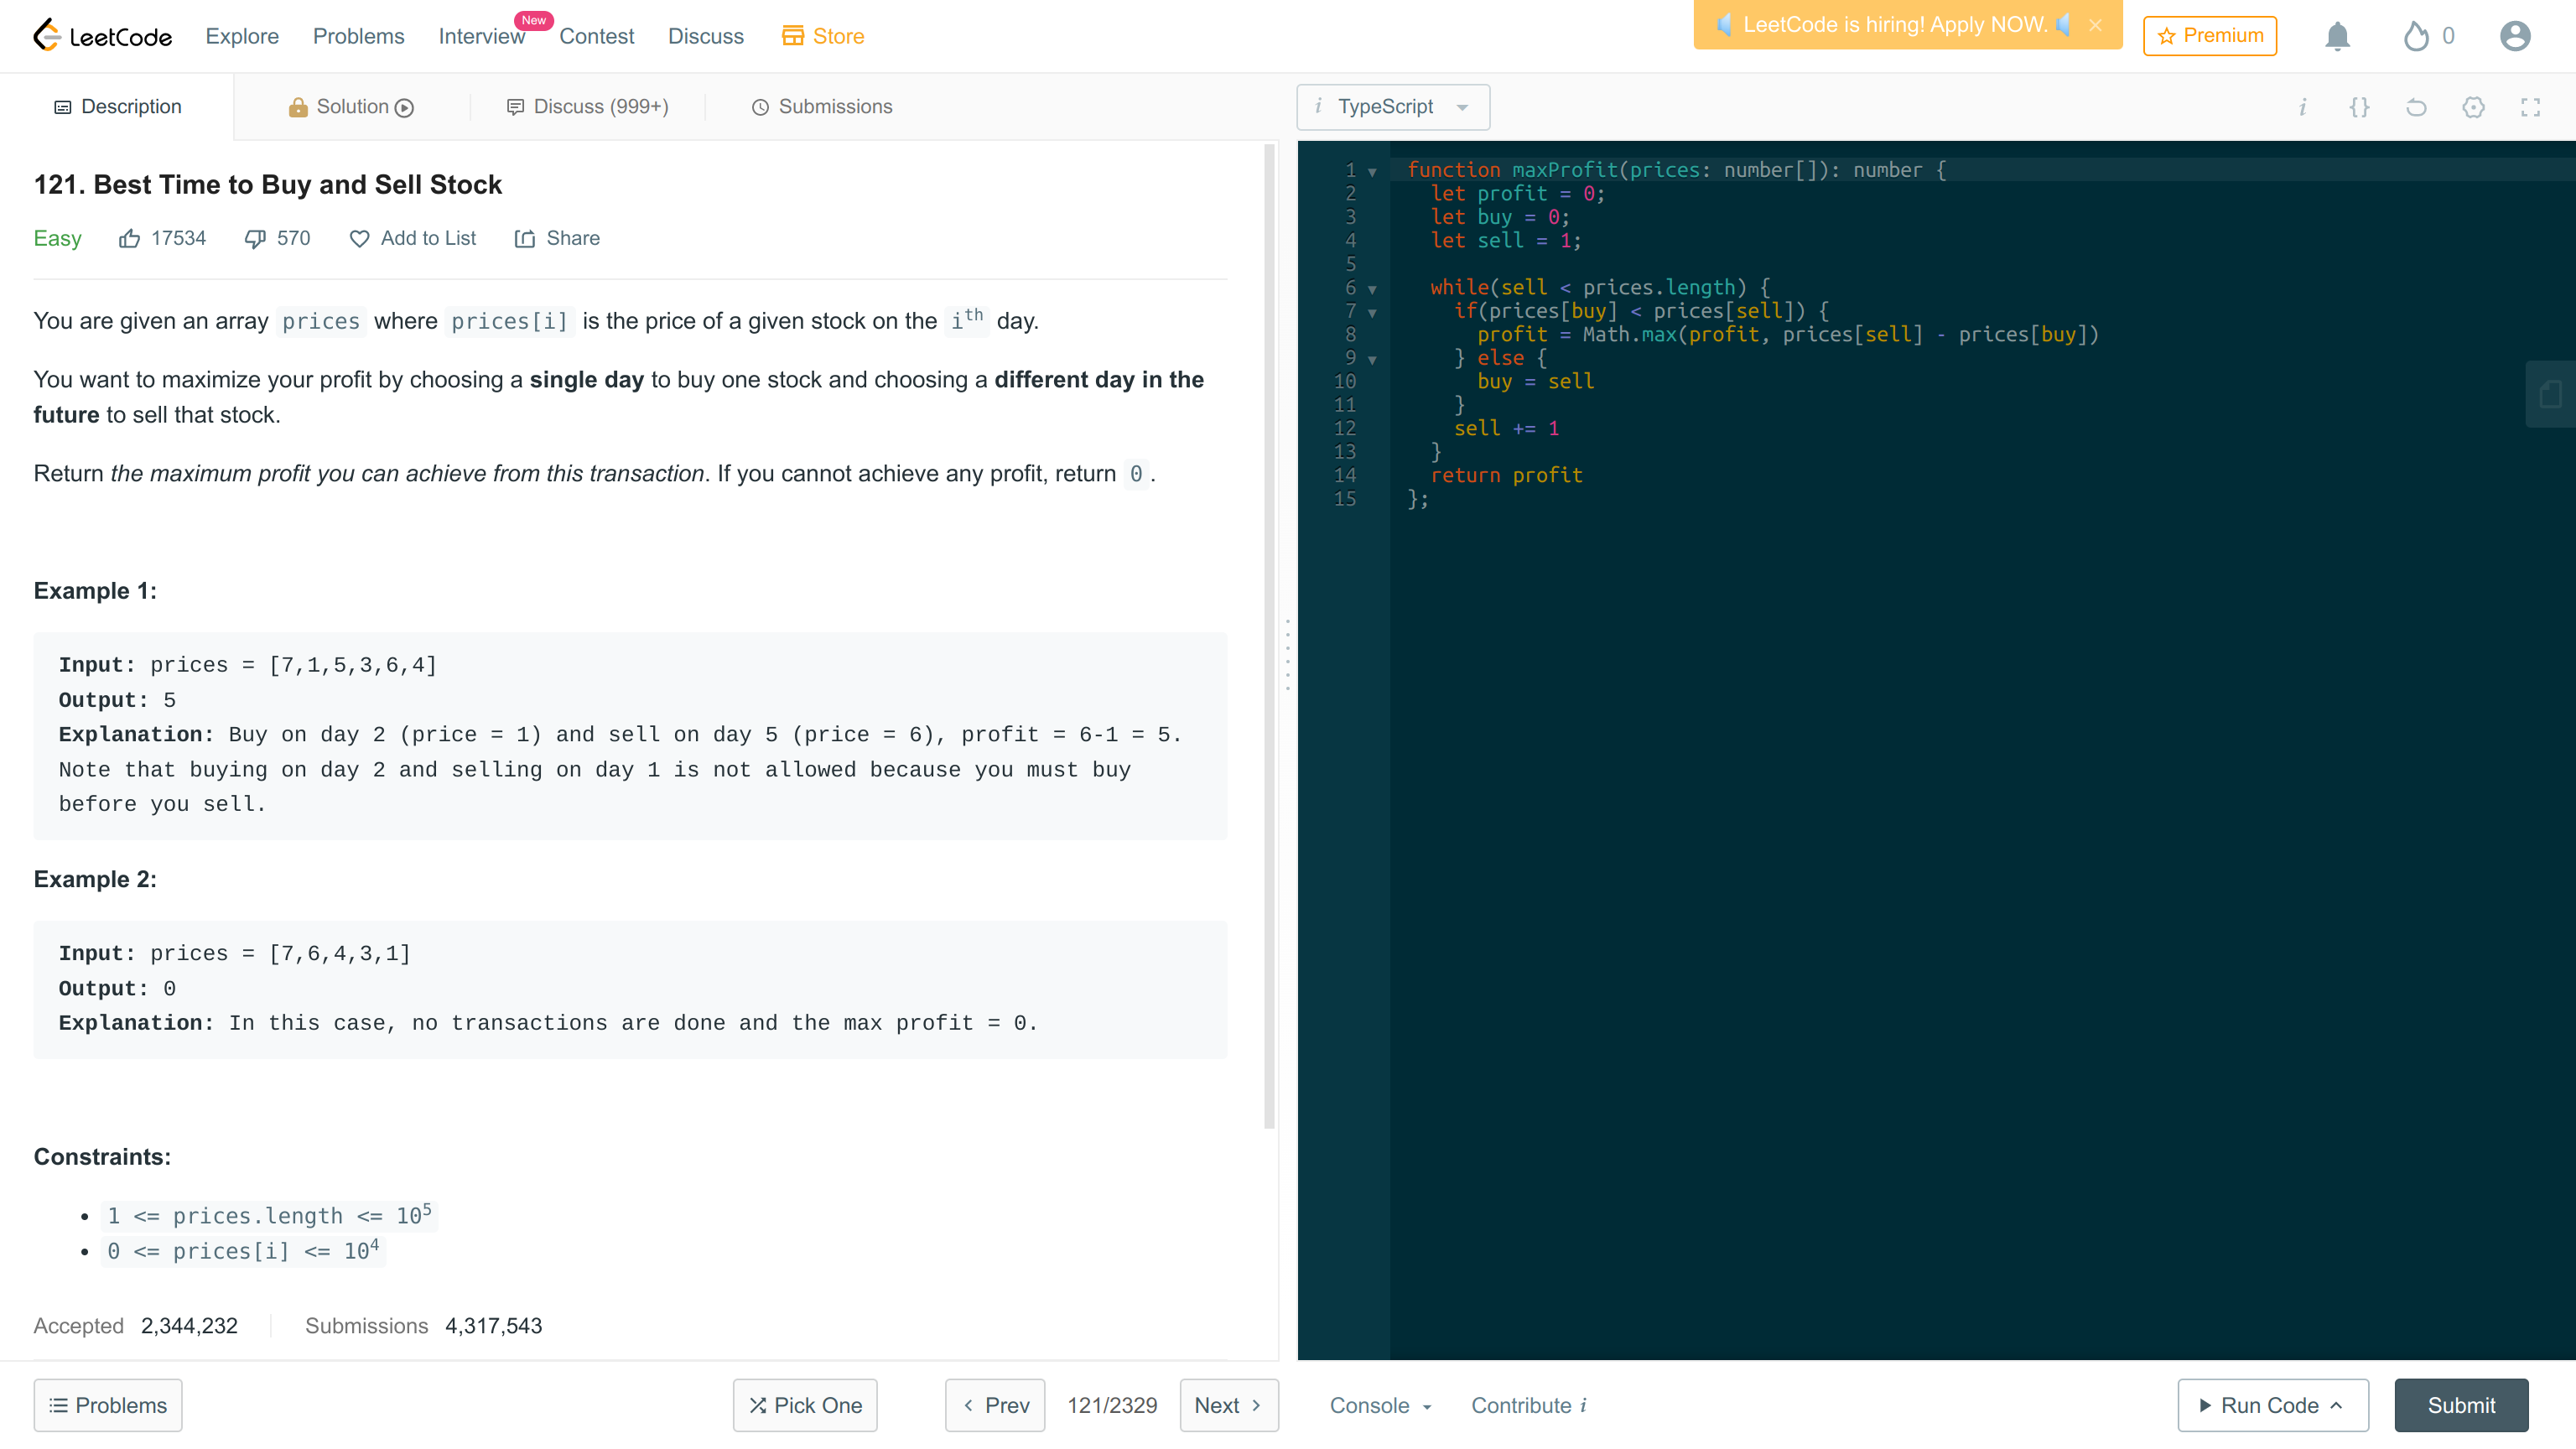 LeetCode Explore Problems Interview New Contest Discuss Store LeetCode is hiring! Apply NOW. × Premium 0
Description Solution Discuss (999+) Submissions i TypeScript i {}
121. Best Time to Buy and Sell Stock
Easy 17534 570 Add to List Share
You are given an array prices where prices[i] is the price of a given stock on the ith day.
You want to maximize your profit by choosing a single day to buy one stock and choosing a different day in the
future to sell that stock.
Return the maximum profit you can achieve from this transaction. If you cannot achieve any profit, return 0.
Example 1:
Input: prices = [7,1,5,3,6,4]
Output: 5
Explanation: Buy on day 2 (price = 1) and sell on day 5 (price = 6), profit = 6-1 = 5.
Note that buying on day 2 and selling on day 1 is not allowed because you must buy
before you sell.
Example 2:
Input: prices = [7,6,4,3,1]
Output: 0
Explanation: In this case, no transactions are done and the max profit = 0.
Constraints:
• 1 <= prices.length <= 10^5
• 0 <= prices[i] <= 10^4
Accepted 2,344,232 Submissions 4,317,543
1 function maxProfit(prices: number[]): number {
2 let profit = 0;
3 let buy = 0;
4 let sell = 1;
5
6 while(sell < prices.length) {
7 if(prices[buy] < prices[sell]) {
8 profit = Math.max(profit, prices[sell] - prices[buy])
9 } else {
10 buy = sell
11 }
12 sell += 1
13 }
14 return profit
15 };
Problems Pick One < Prev 121/2329 Next > Console Contribute i Run Code Submit